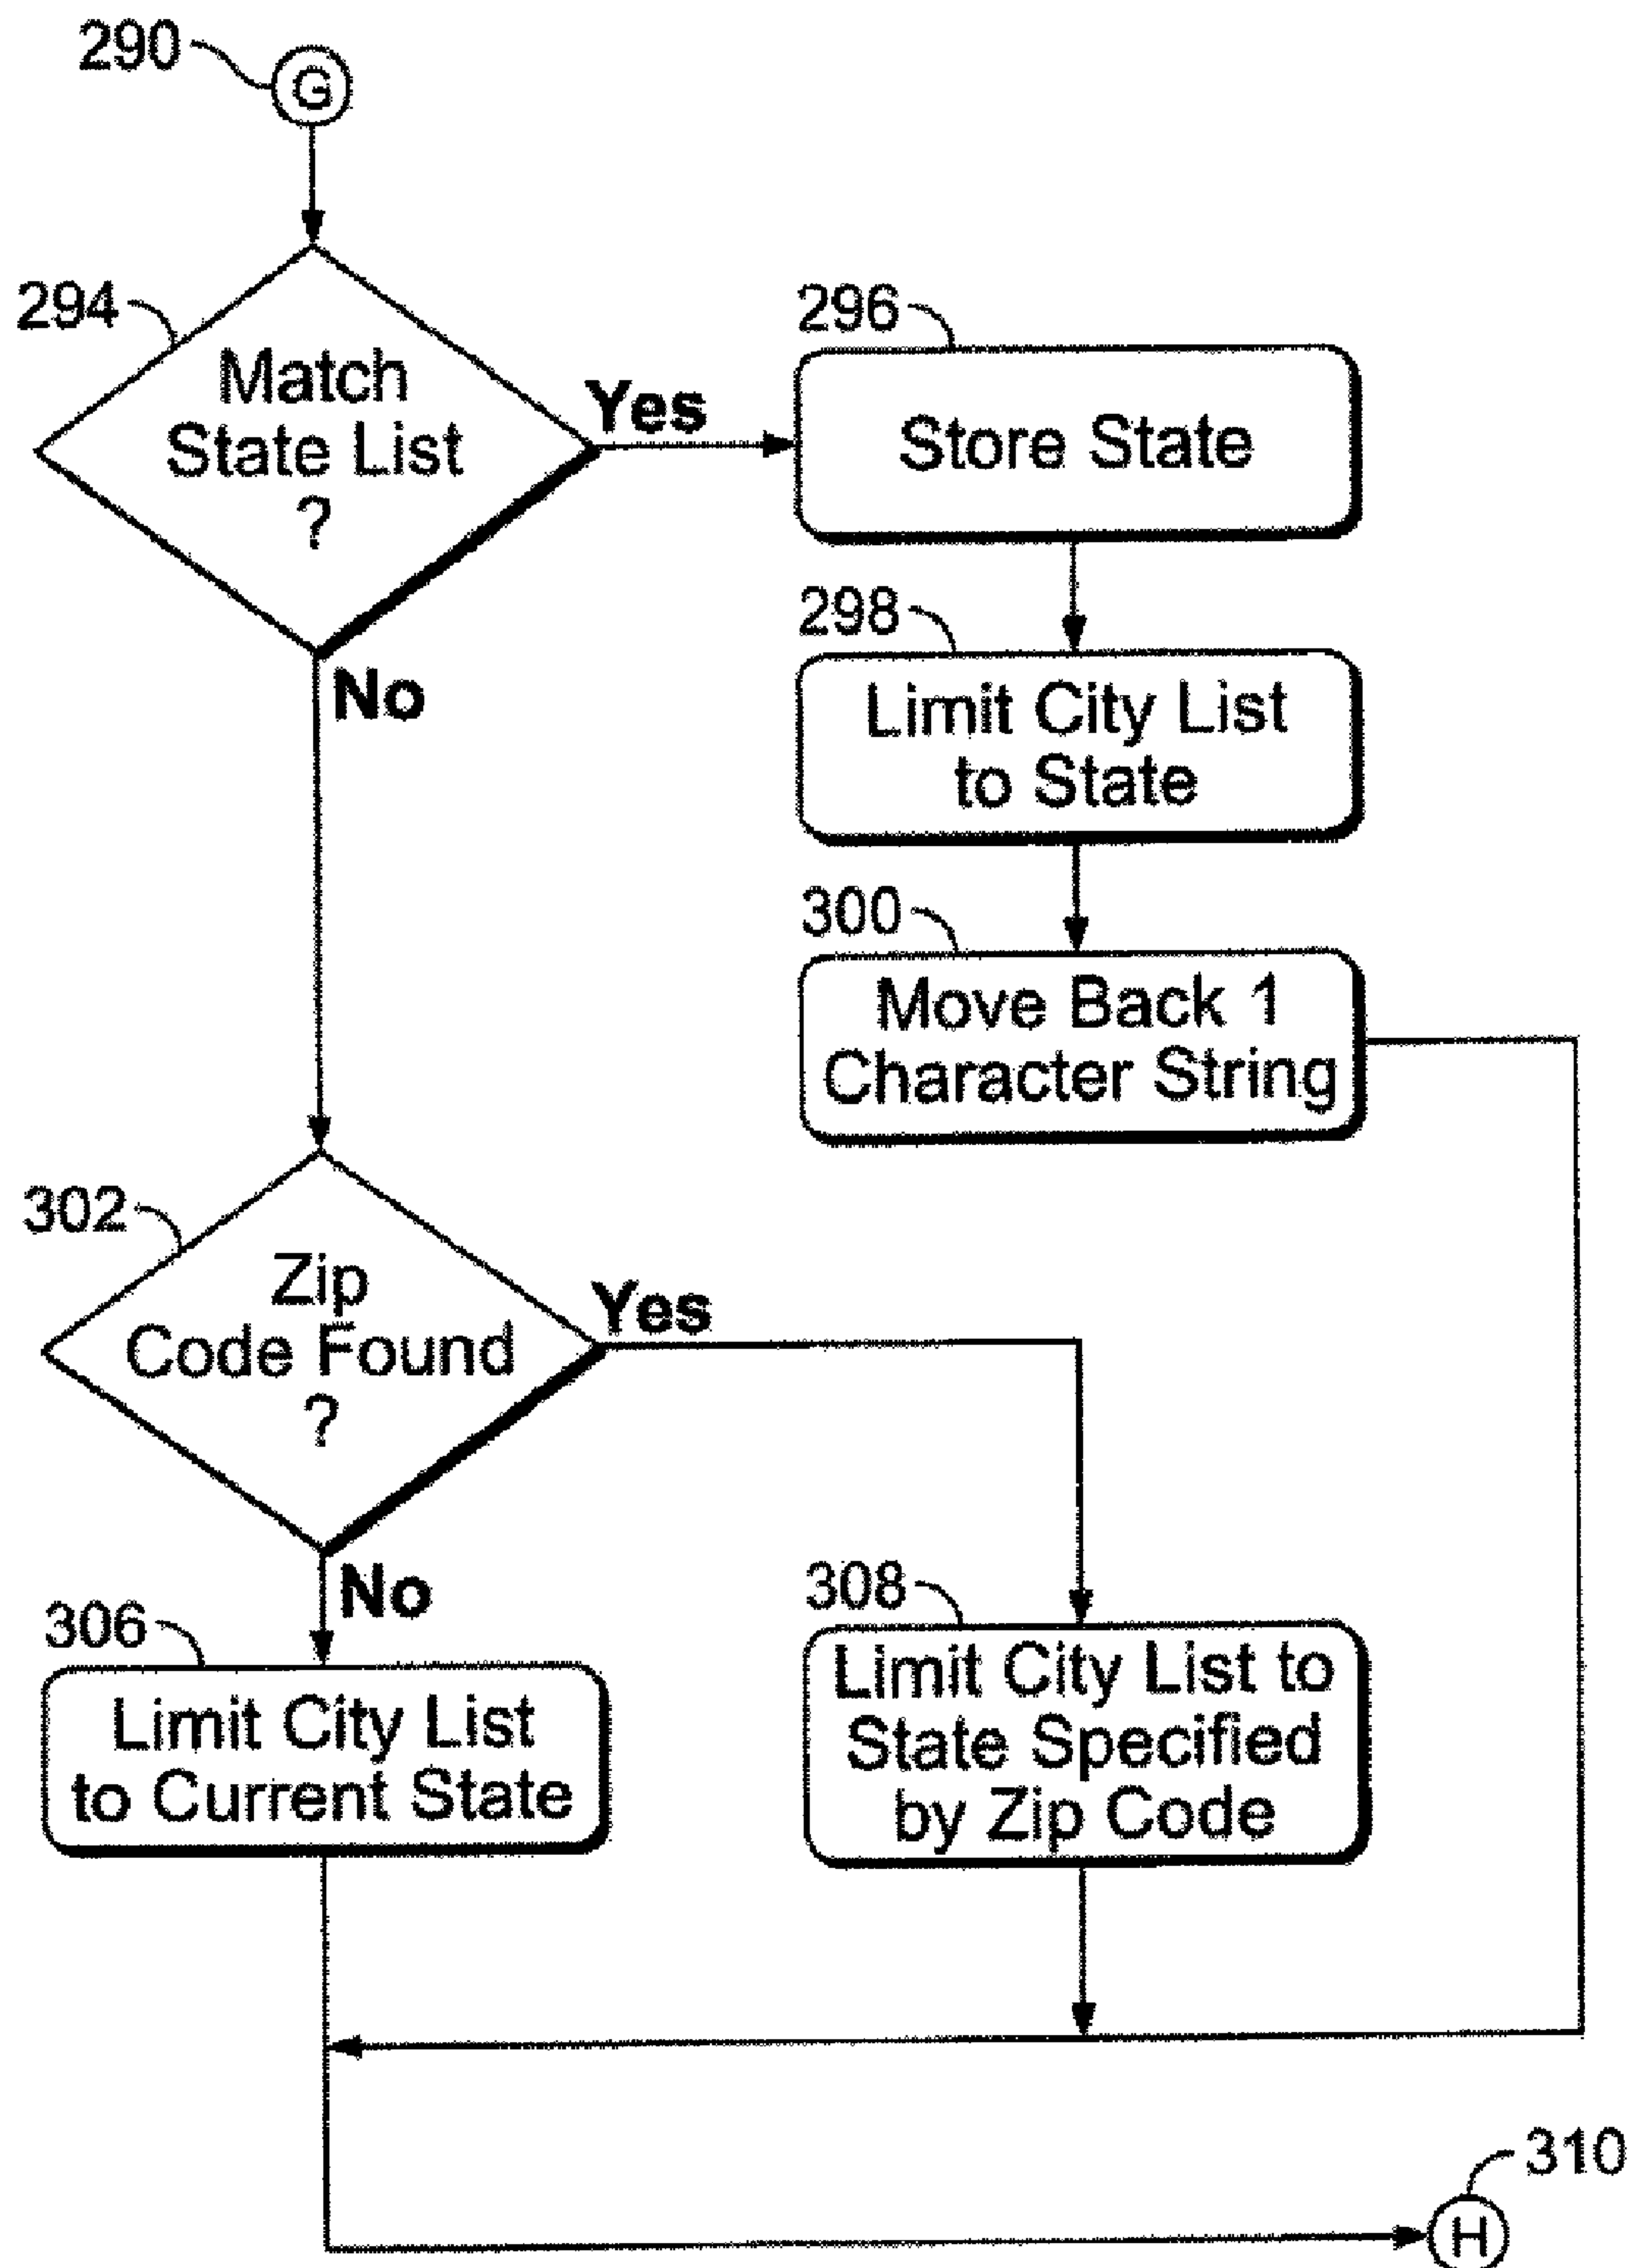 290
G
294
Match
State List
?
Yes
No
296
Store State
298
Limit City List
to State
300
Move Back 1
Character String
302
Zip
Code Found
?
Yes
No
306
Limit City List
to Current State
308
Limit City List to
State Specified
by Zip Code
310
H